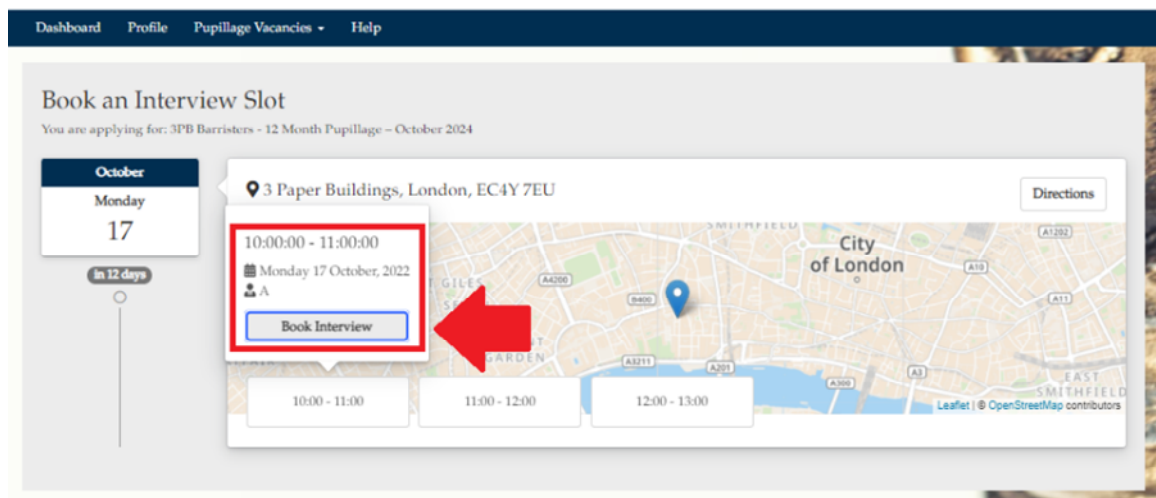 Dashboard Profile Pupillage Vacancies Help
Book an Interview Slot
You are applying for: 3PB Barristers - 12 Month Pupillage – October 2024
October
Monday
17
in 12 days
3 Paper Buildings, London, EC4Y 7EU
Directions
10:00:00 - 11:00:00
Monday 17 October, 2022
A
Book Interview
SMITHFIELD
City
of London
A1202
A10
A11
A4200
B400
GILES
GARDEN
A3211
A201
A300
A3
EAST
SMITHFIELD
10:00 - 11:00
11:00 - 12:00
12:00 - 13:00
Leaflet | © OpenStreetMap contributors